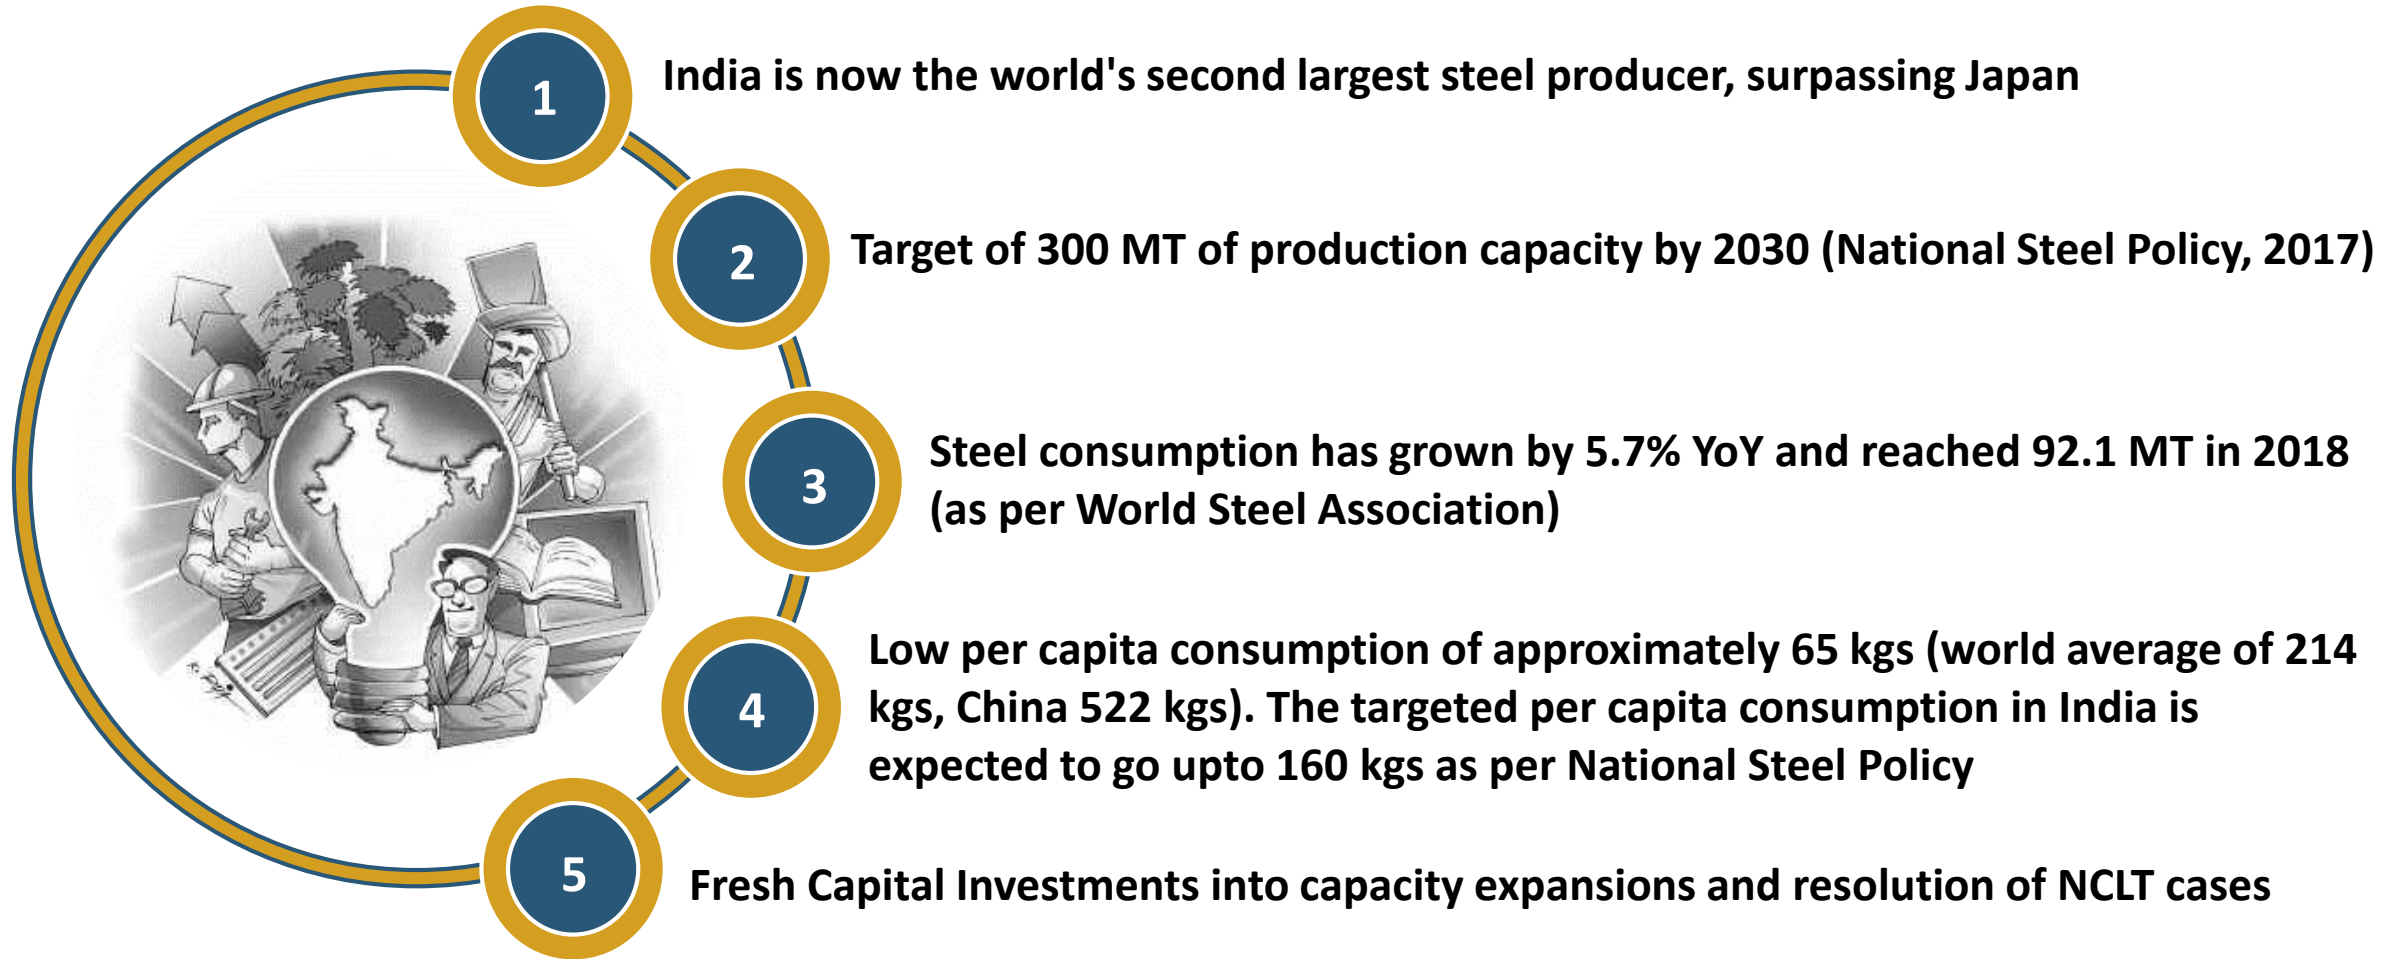 1
India is now the world's second largest steel producer, surpassing Japan
2
Target of 300 MT of production capacity by 2030 (National Steel Policy, 2017)
3
Steel consumption has grown by 5.7% YoY and reached 92.1 MT in 2018
(as per World Steel Association)
4
Low per capita consumption of approximately 65 kgs (world average of 214
kgs, China 522 kgs). The targeted per capita consumption in India is
expected to go upto 160 kgs as per National Steel Policy
5
Fresh Capital Investments into capacity expansions and resolution of NCLT cases